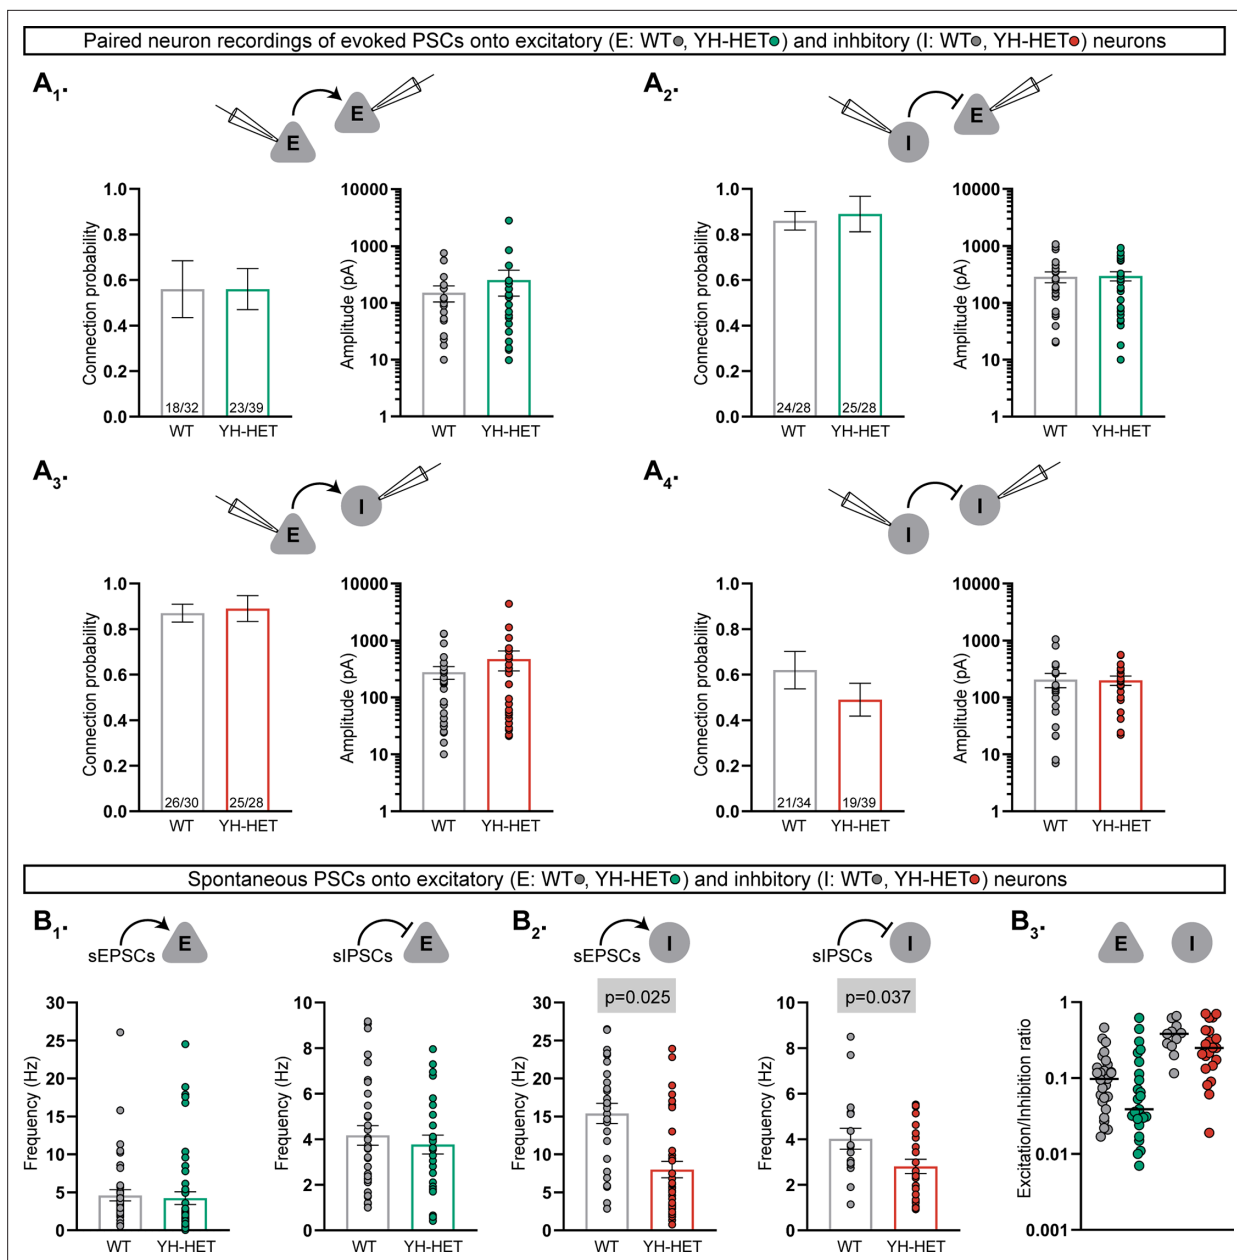 Paired neuron recordings of evoked PSCs onto excitatory (E: WT, YH-HET) and inhbitory (I: WT, YH-HET) neurons
A1.
E
E
Connection probability
1.0
0.8
0.6
0.4
0.2
0.0
18/32
23/39
WT
YH-HET
Amplitude (pA)
10000
1000
100
10
1
WT
YH-HET
A2.
I
E
Connection probability
1.0
0.8
0.6
0.4
0.2
0.0
24/28
25/28
WT
YH-HET
Amplitude (pA)
10000
1000
100
10
1
WT
YH-HET
A3.
E
I
Connection probability
1.0
0.8
0.6
0.4
0.2
0.0
26/30
25/28
WT
YH-HET
Amplitude (pA)
10000
1000
100
10
1
WT
YH-HET
A4.
I
I
Connection probability
1.0
0.8
0.6
0.4
0.2
0.0
21/34
19/39
WT
YH-HET
Amplitude (pA)
10000
1000
100
10
1
WT
YH-HET
Spontaneous PSCs onto excitatory (E: WT, YH-HET) and inhbitory (I: WT, YH-HET) neurons
B1.
sEPSCs
E
Frequency (Hz)
30
25
20
15
10
5
0
WT
YH-HET
sIPSCs
E
Frequency (Hz)
10
8
6
4
2
0
WT
YH-HET
B2.
sEPSCs
I
p=0.025
Frequency (Hz)
30
25
20
15
10
5
0
WT
YH-HET
sIPSCs
I
p=0.037
Frequency (Hz)
10
8
6
4
2
0
WT
YH-HET
B3.
E
I
Excitation/Inhibition ratio
1
0.1
0.01
0.001